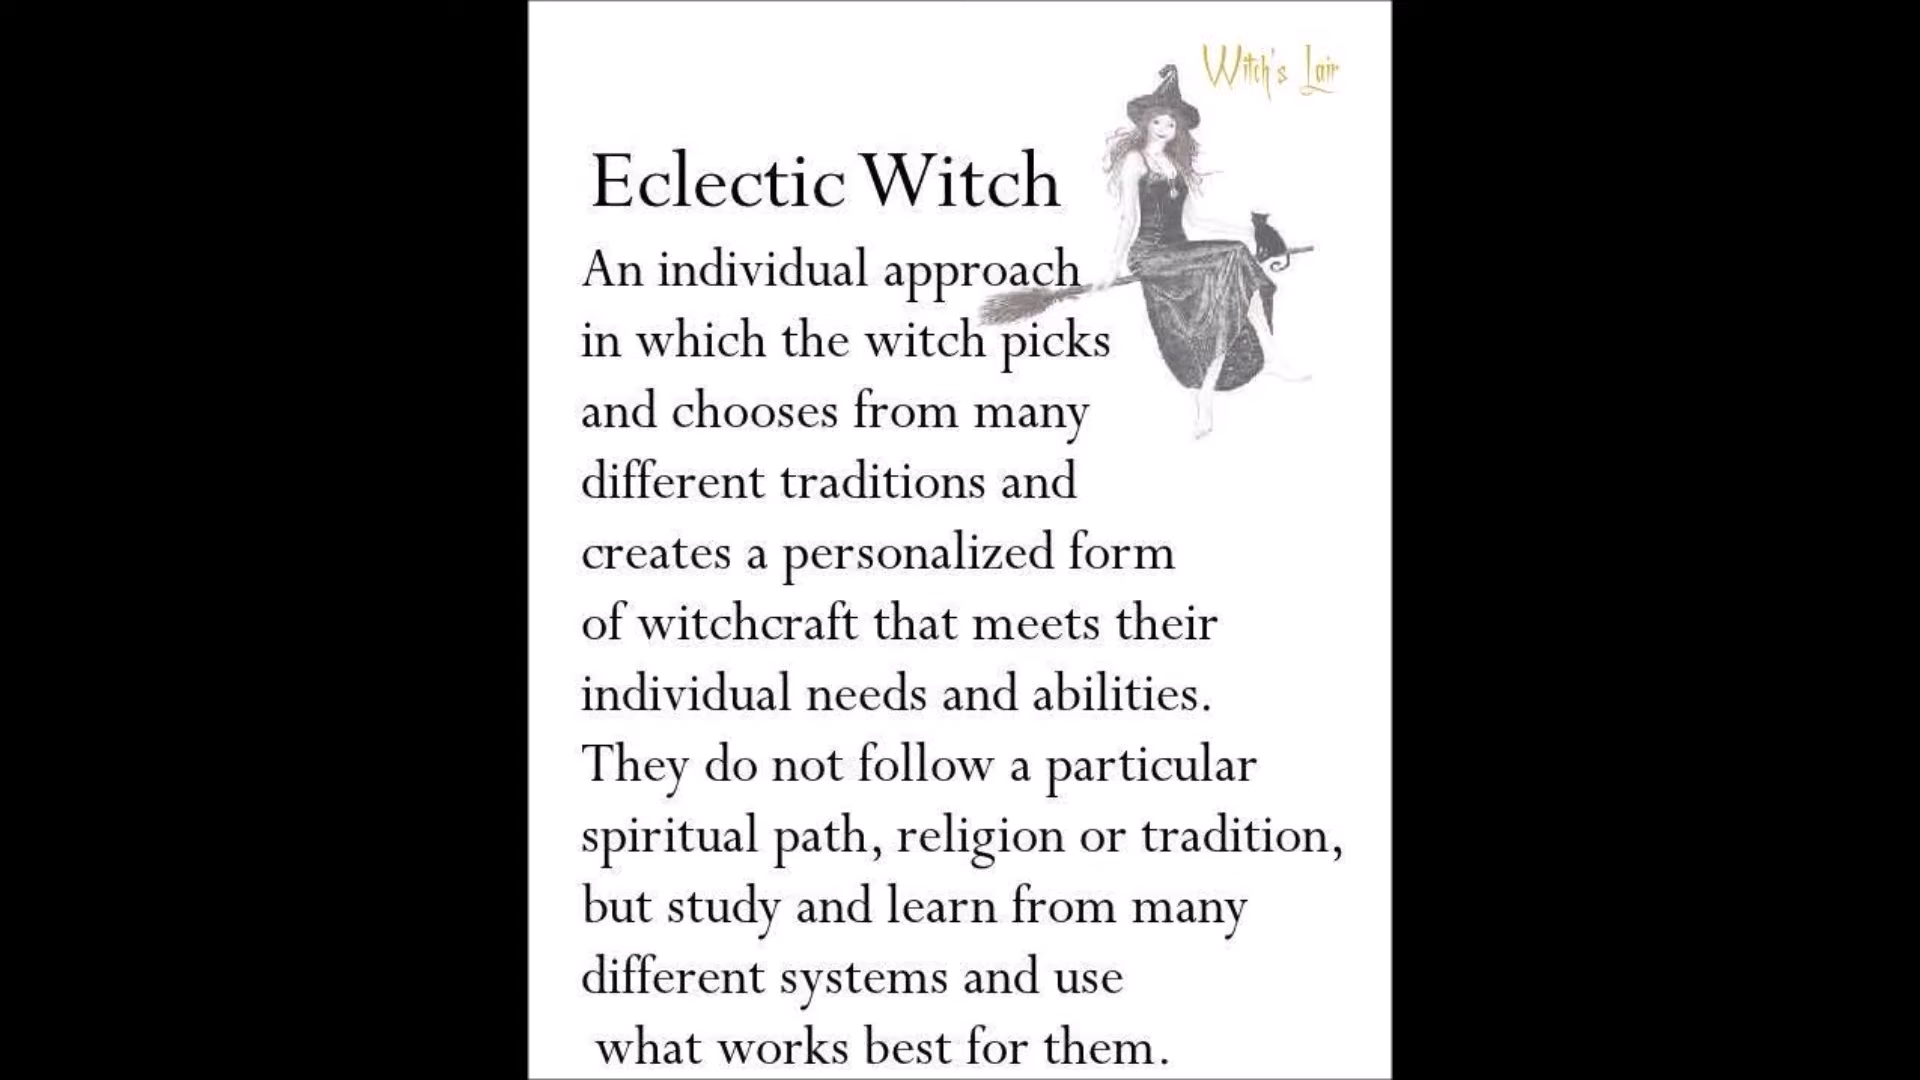 Witch's Lair
Eclectic Witch
An individual approach
in which the witch picks
and chooses from many
different traditions and
creates a personalized form
of witchcraft that meets their
individual needs and abilities.
They do not follow a particular
spiritual path, religion or tradition,
but study and learn from many
different systems and use
what works best for them.